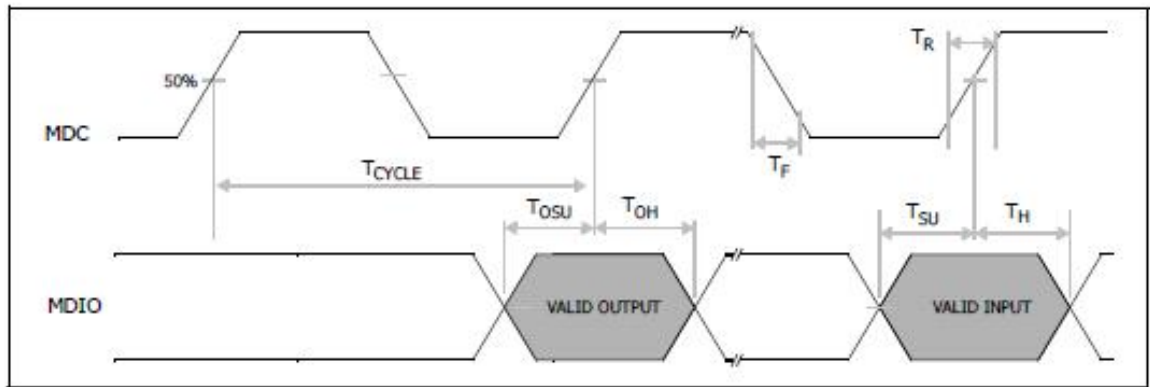 T_R
50%
MDC
T_F
T_CYCLE
T_OSU T_OH T_SU T_H
MDIO VALID OUTPUT VALID INPUT